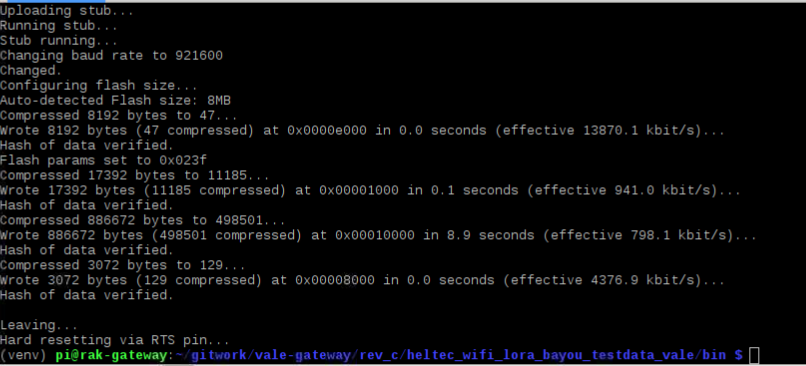 Uploading stub...
Running stub...
Stub running...
Changing baud rate to 921600
Changed.
Configuring flash size...
Auto-detected Flash size: 8MB
Compressed 8192 bytes to 47...
Wrote 8192 bytes (47 compressed) at 0x0000e000 in 0.0 seconds (effective 13870.1 kbit/s)...
Hash of data verified.
Flash params set to 0x023f
Compressed 17392 bytes to 11185...
Wrote 17392 bytes (11185 compressed) at 0x00001000 in 0.1 seconds (effective 941.0 kbit/s)...
Hash of data verified.
Compressed 886672 bytes to 498501...
Wrote 886672 bytes (498501 compressed) at 0x00010000 in 8.9 seconds (effective 798.1 kbit/s)...
Hash of data verified.
Compressed 3072 bytes to 129...
Wrote 3072 bytes (129 compressed) at 0x00008000 in 0.0 seconds (effective 4376.9 kbit/s)...
Hash of data verified.

Leaving...
Hard resetting via RTS pin...
(venv) pi@rak-gateway:~/gitwork/vale-gateway/rev_c/heltec_wifi_lora_bayou_testdata_vale/bin $